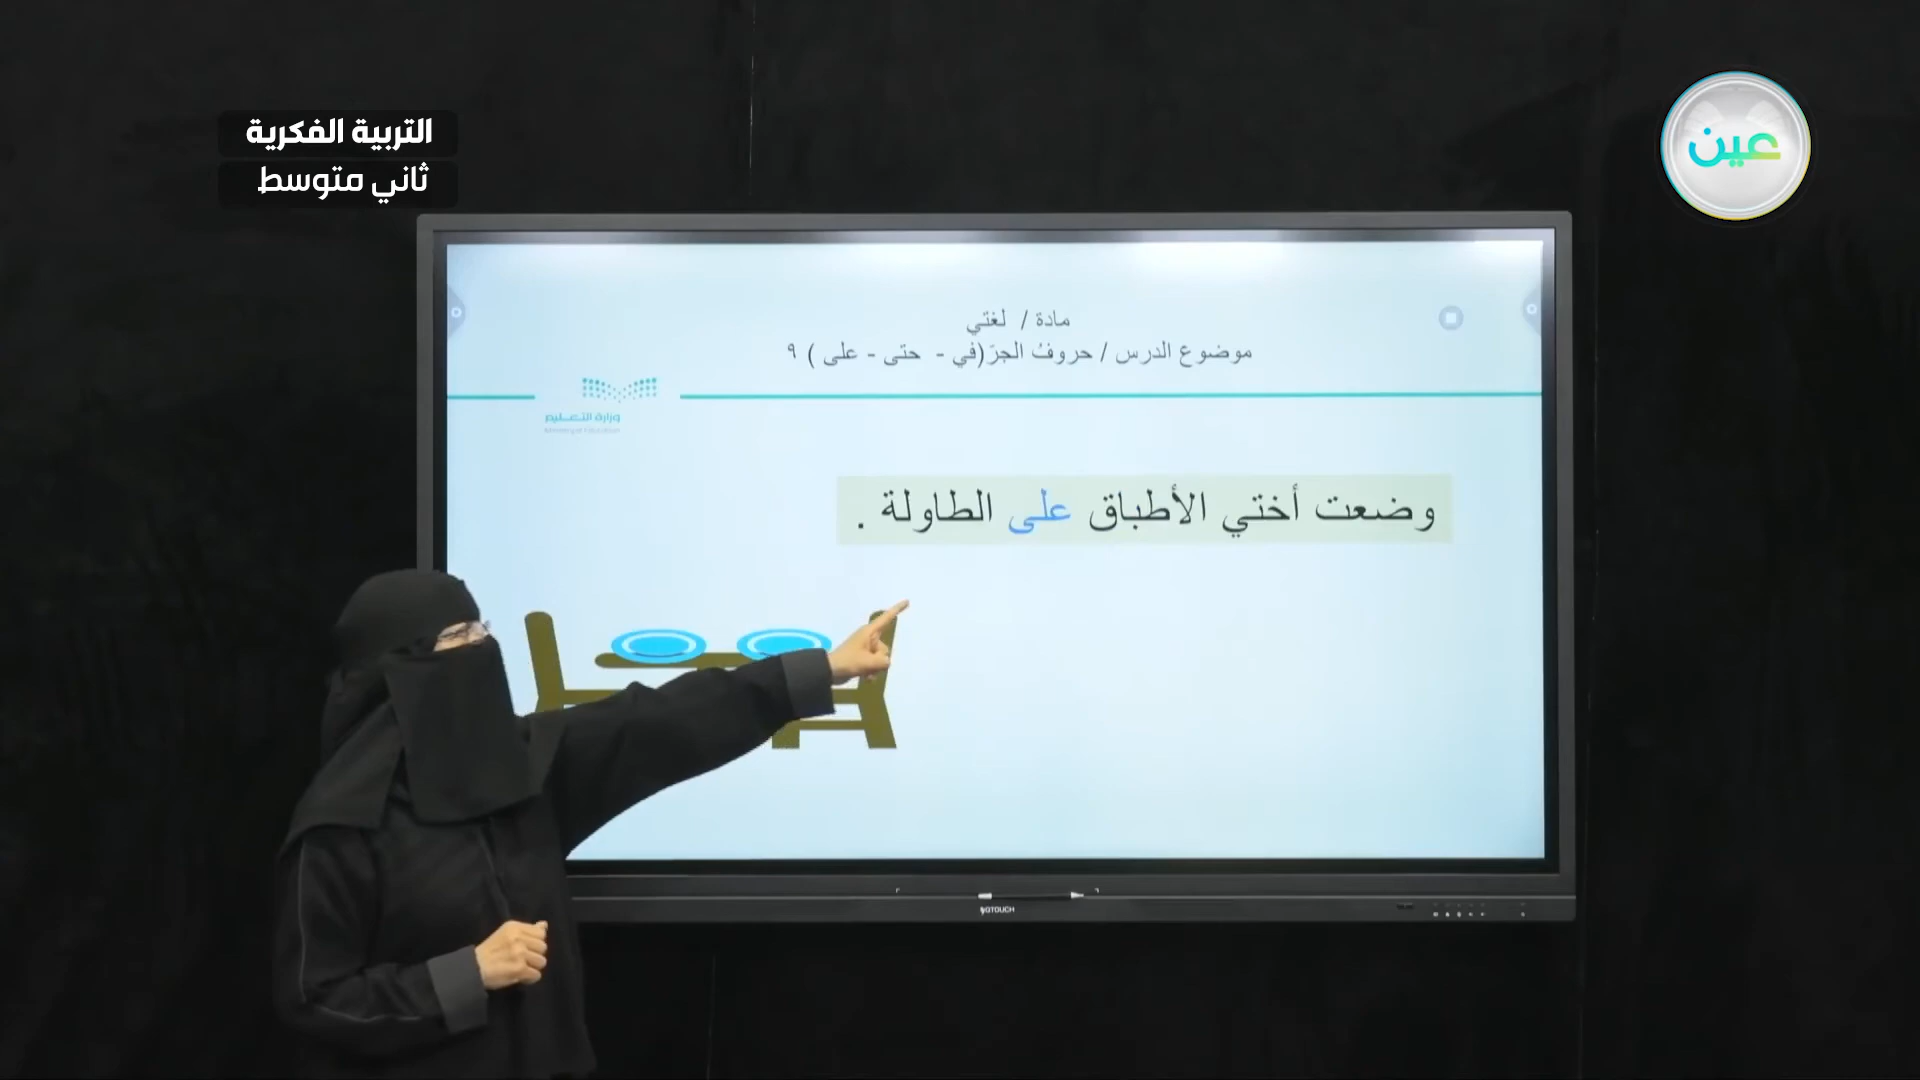 التربية الفكرية
ثاني متوسط
عين
مادة / لغتي
موضوع الدرس / حروفُ الجرّ(في - حتى - على ) ٩
وزارة التعليم
وضعت أختي الأطباق على الطاولة .